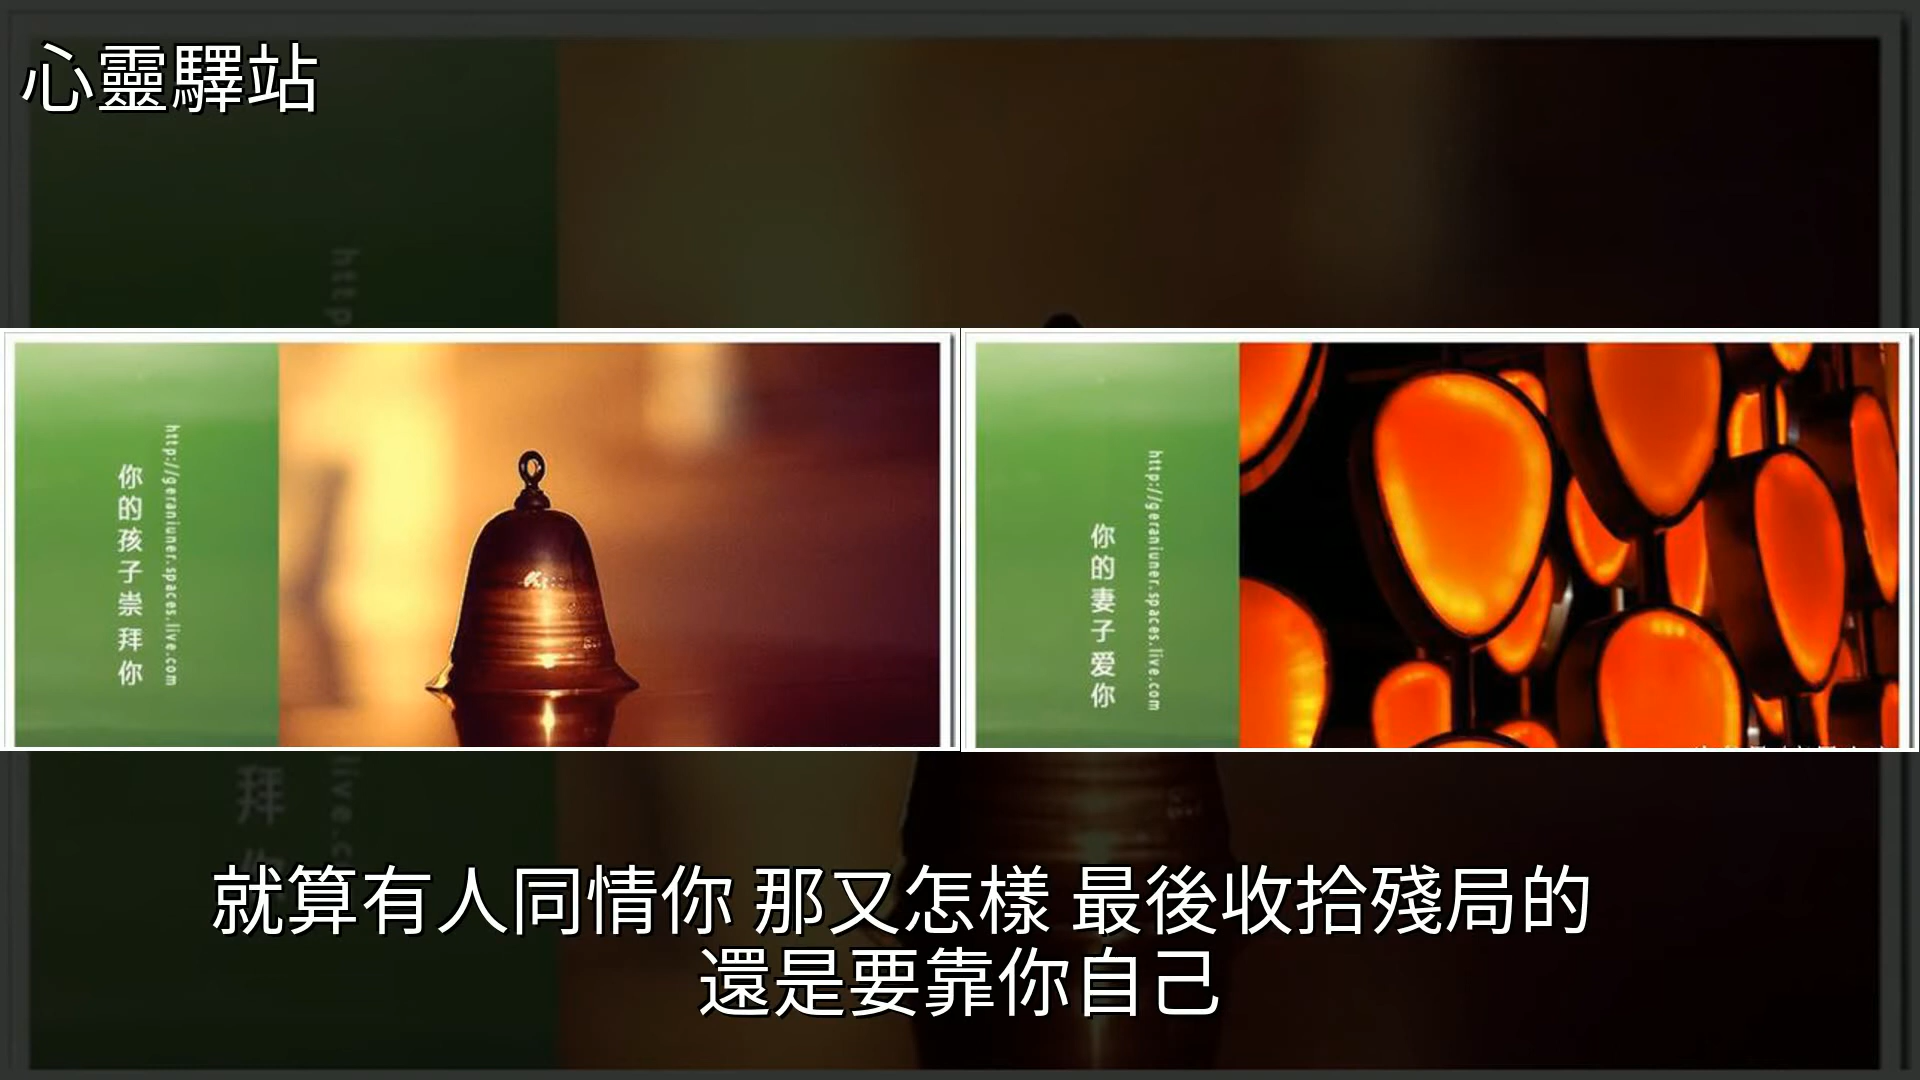 心靈驛站
http://geraniuner.spaces.live.com
你的孩子崇拜你
http://geraniuner.spaces.live.com
你的妻子爱你
就算有人同情你 那又怎樣 最後收拾殘局的
還是要靠你自己